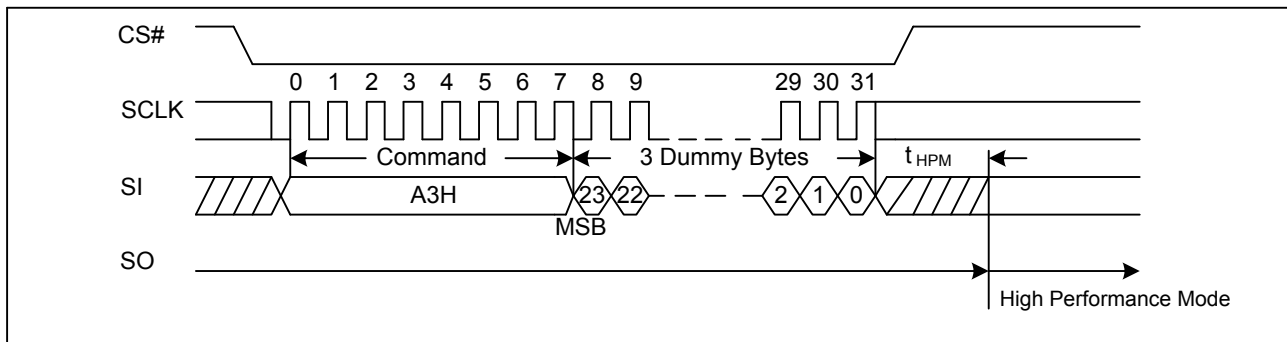 CS#
0 1 2 3 4 5 6 7 8 9 29 30 31
SCLK
Command 3 Dummy Bytes t HPM
SI A3H 23 22 2 1 0
MSB
SO
High Performance Mode